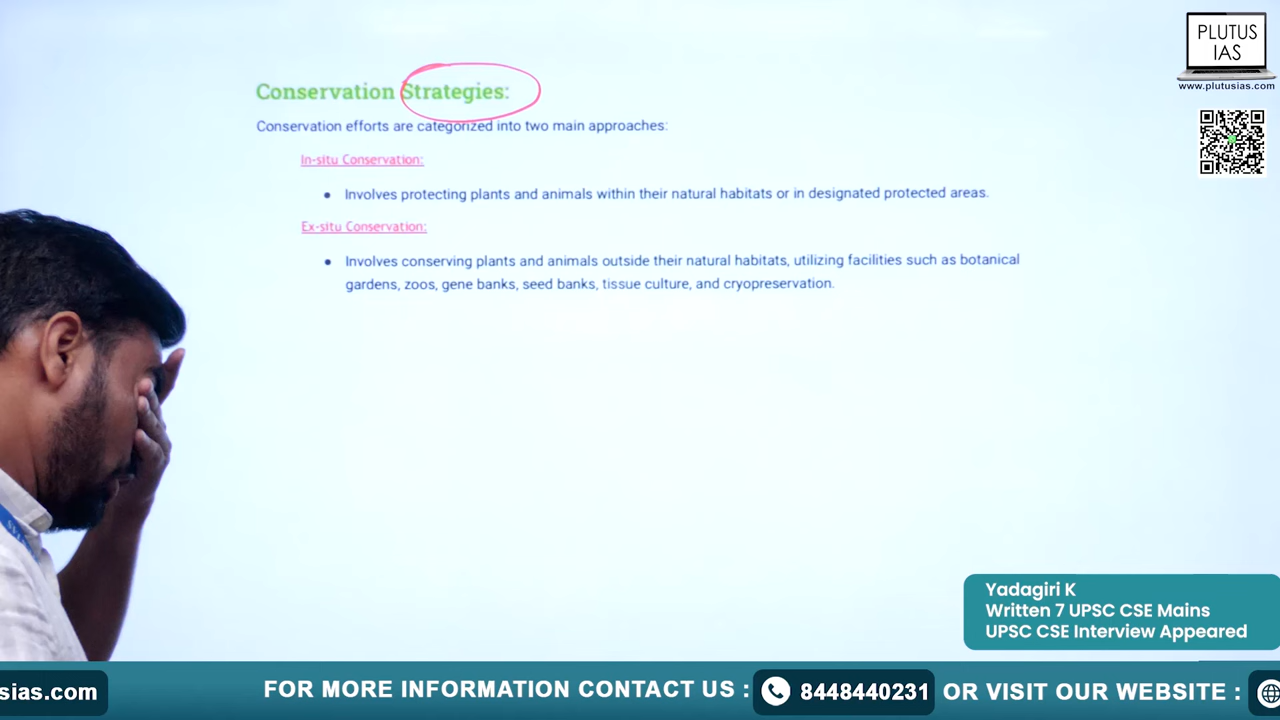 PLUTUS
IAS
www.plutusias.com
Conservation Strategies:
Conservation efforts are categorized into two main approaches:
In-situ Conservation:
• Involves protecting plants and animals within their natural habitats or in designated protected areas.
Ex-situ Conservation:
• Involves conserving plants and animals outside their natural habitats, utilizing facilities such as botanical
gardens, zoos, gene banks, seed banks, tissue culture, and cryopreservation.
Yadagiri K
Written 7 UPSC CSE Mains
UPSC CSE Interview Appeared
sias.com FOR MORE INFORMATION CONTACT US : 8448440231 OR VISIT OUR WEBSITE :